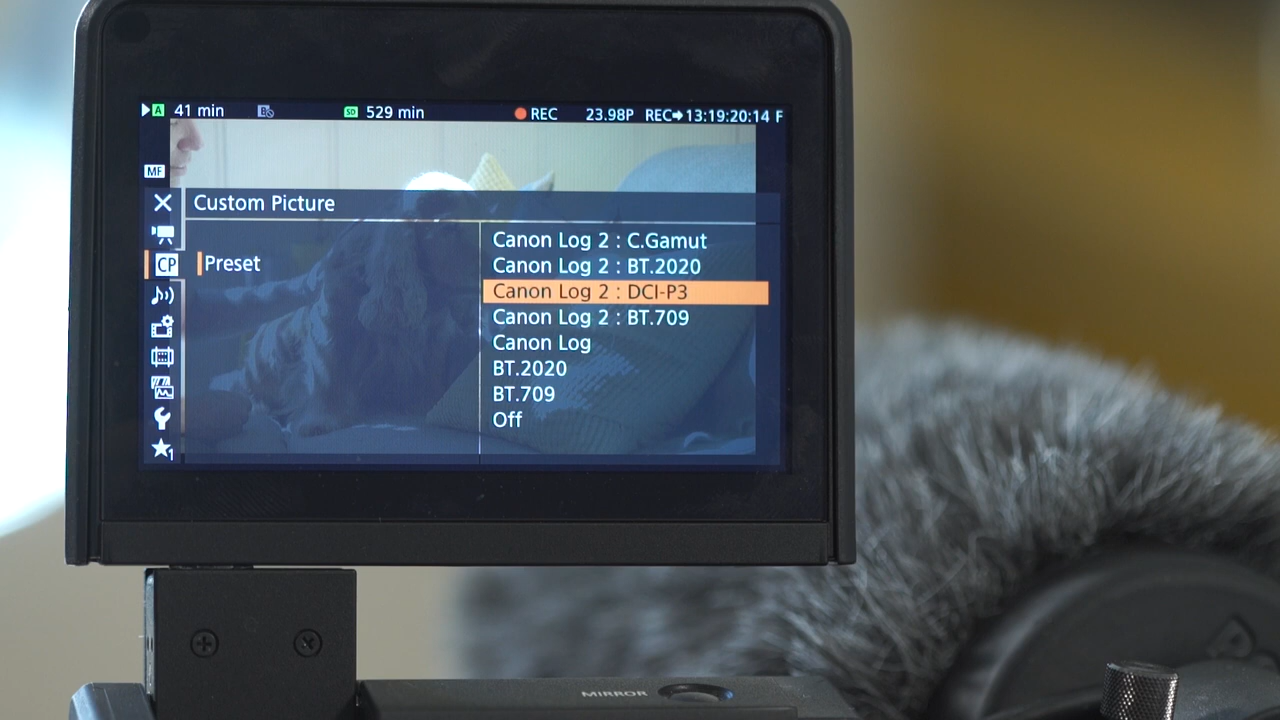 A 41 min B SD 529 min REC 23.98P REC 13:19:20:14 F
MF
Custom Picture
CP Preset
Canon Log 2 : C.Gamut
Canon Log 2 : BT.2020
Canon Log 2 : DCI-P3
Canon Log 2 : BT.709
Canon Log
BT.2020
BT.709
Off
1
MIRROR